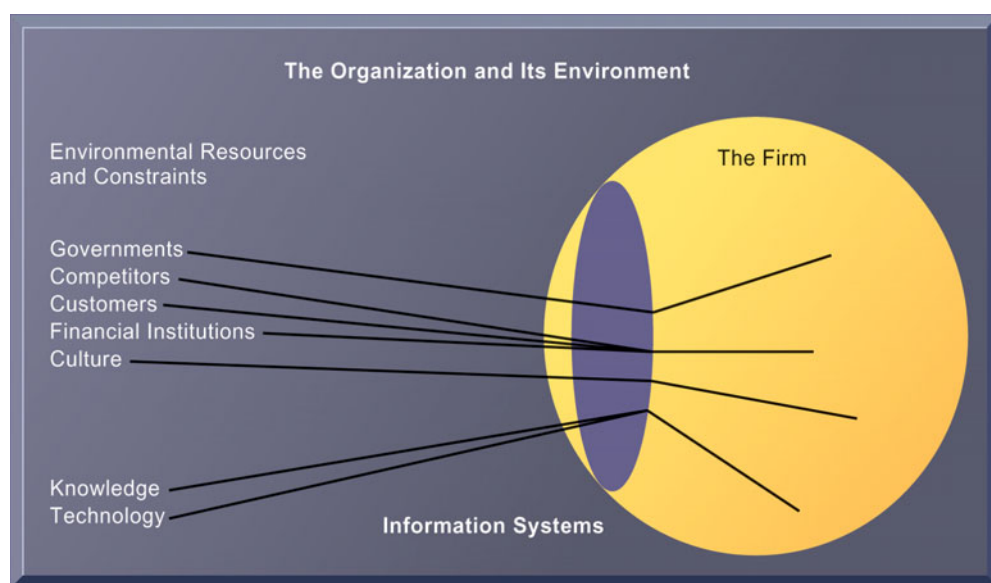 The Organization and Its Environment
Environmental Resources
and Constraints
The Firm
Governments
Competitors
Customers
Financial Institutions
Culture
Knowledge
Technology
Information Systems